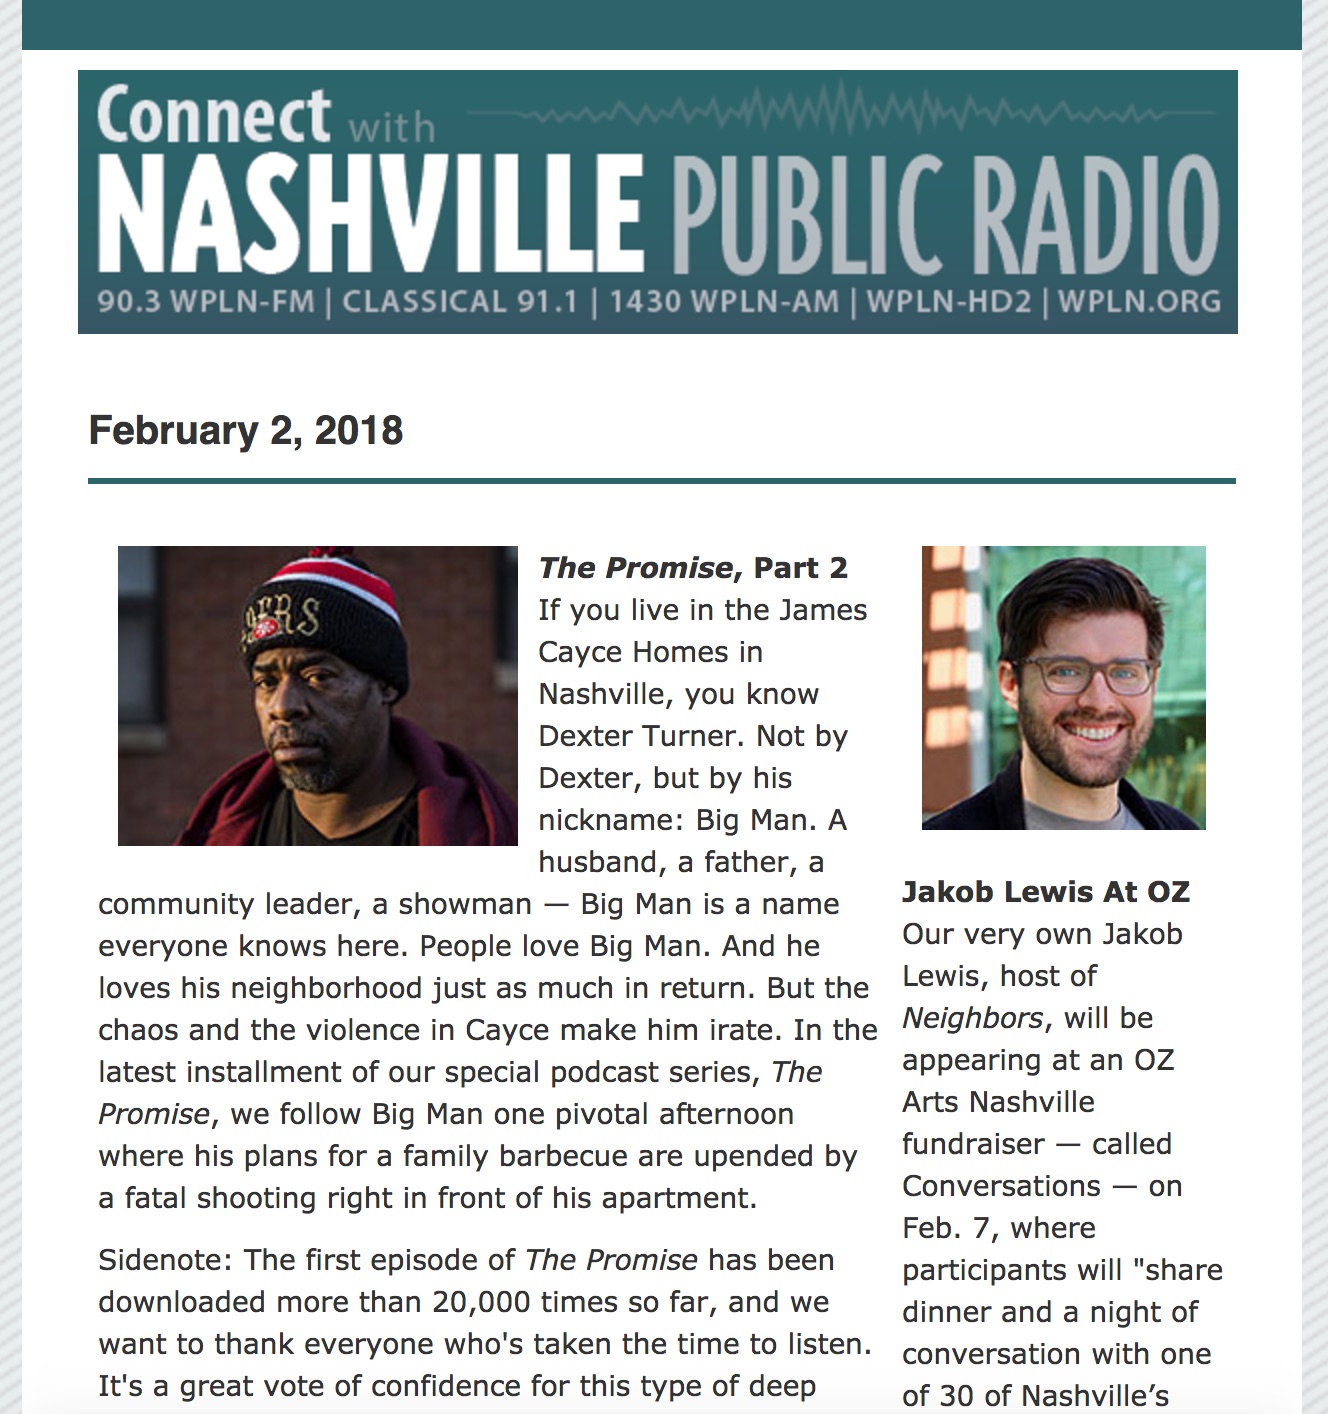 Connect with
NASHVILLE PUBLIC RADIO
90.3 WPLN-FM | CLASSICAL 91.1 | 1430 WPLN-AM | WPLN-HD2 | WPLN.ORG
February 2, 2018
The Promise, Part 2
If you live in the James
Cayce Homes in
Nashville, you know
Dexter Turner. Not by
Dexter, but by his
nickname: Big Man. A
husband, a father, a
community leader, a showman — Big Man is a name
everyone knows here. People love Big Man. And he
loves his neighborhood just as much in return. But the
chaos and the violence in Cayce make him irate. In the
latest installment of our special podcast series, The
Promise, we follow Big Man one pivotal afternoon
where his plans for a family barbecue are upended by
a fatal shooting right in front of his apartment.
Sidenote: The first episode of The Promise has been
downloaded more than 20,000 times so far, and we
want to thank everyone who's taken the time to listen.
It's a great vote of confidence for this type of deep
Jakob Lewis At OZ
Our very own Jakob
Lewis, host of
Neighbors, will be
appearing at an OZ
Arts Nashville
fundraiser — called
Conversations — on
Feb. 7, where
participants will "share
dinner and a night of
conversation with one
of 30 of Nashville’s